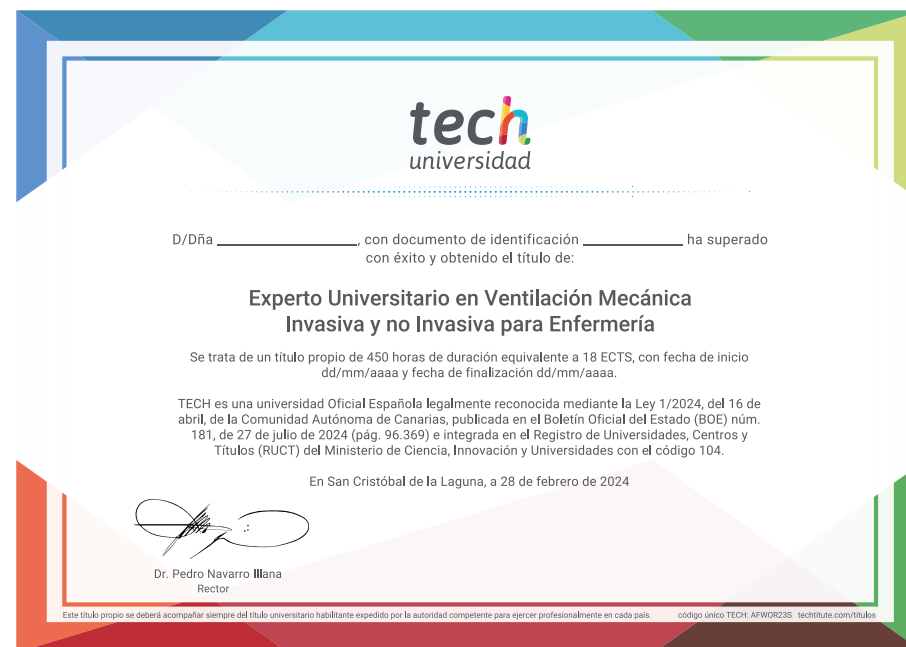 tech
universidad
D/Dña ____________________, con documento de identificación ______________ ha superado
con éxito y obtenido el título de:
Experto Universitario en Ventilación Mecánica
Invasiva y no Invasiva para Enfermería
Se trata de un título propio de 450 horas de duración equivalente a 18 ECTS, con fecha de inicio
dd/mm/aaaa y fecha de finalización dd/mm/aaaa.
TECH es una universidad Oficial Española legalmente reconocida mediante la Ley 1/2024, del 16 de
abril, de la Comunidad Autónoma de Canarias, publicada en el Boletín Oficial del Estado (BOE) núm.
181, de 27 de julio de 2024 (pág. 96.369) e integrada en el Registro de Universidades, Centros y
Títulos (RUCT) del Ministerio de Ciencia, Innovación y Universidades con el código 104.
En San Cristóbal de la Laguna, a 28 de febrero de 2024
Dr. Pedro Navarro Illana
Rector
Este título propio se deberá acompañar siempre del título universitario habilitante expedido por la autoridad competente para ejercer profesionalmente en cada país. código único TECH: AFWOR23S techtitute.com/titulos